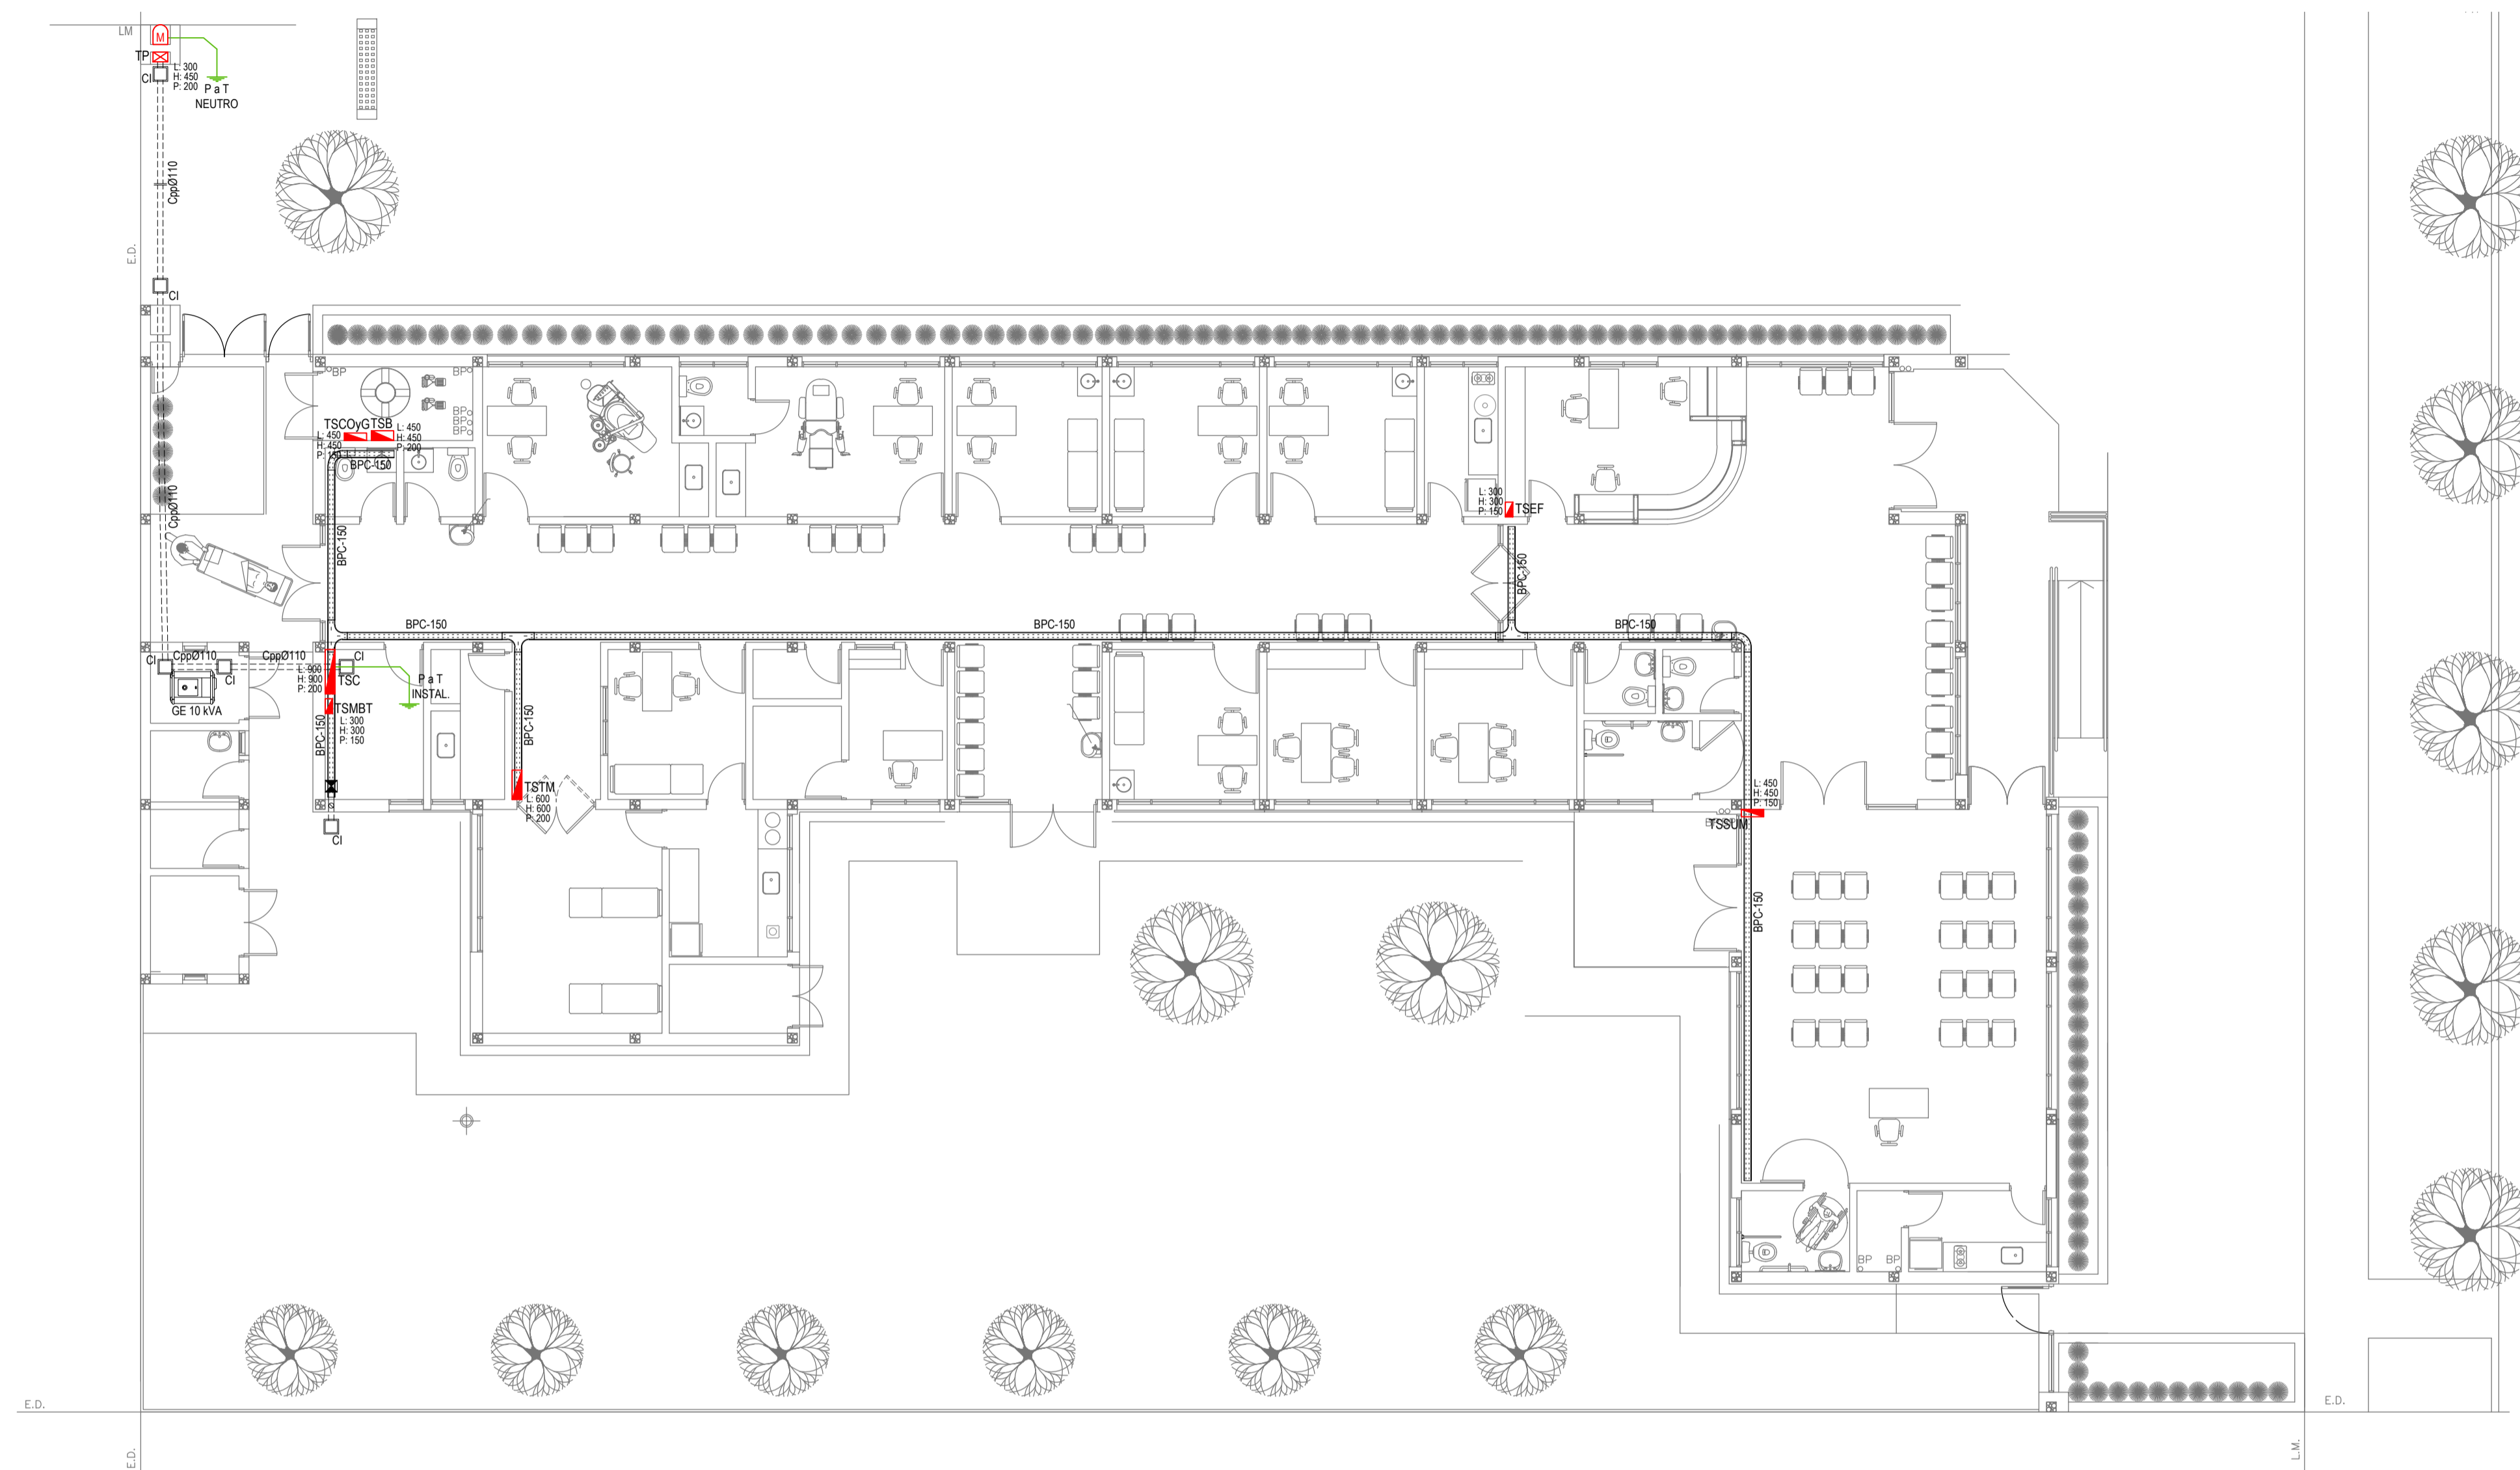 LM
M
TP
CI
L: 300
H: 450
P: 200
P a T
NEUTRO
CppØ110
E.D.
CI
BP
BP
BP
BP
BP
TSCOyG
TSB
L: 450
H: 450
P: 150
L: 450
H: 450
P: 200
BPC-150
CppØ110
BPC-150
L: 300
H: 300
P: 150
TSEF
BPC-150
BPC-150
BPC-150
BPC-150
CI
CppØ110
CI
CppØ110
CI
L: 900
H: 900
P: 200
TSC
P a T
INSTAL.
GE 10 kVA
TSMBT
L: 300
H: 300
P: 150
BPC-150
BPC-150
TSTM
L: 600
H: 600
P: 200
CI
L: 450
H: 450
P: 150
TSSUM
BPC-150
BP
BP
E.D.
E.D.
E.D.
L.M.